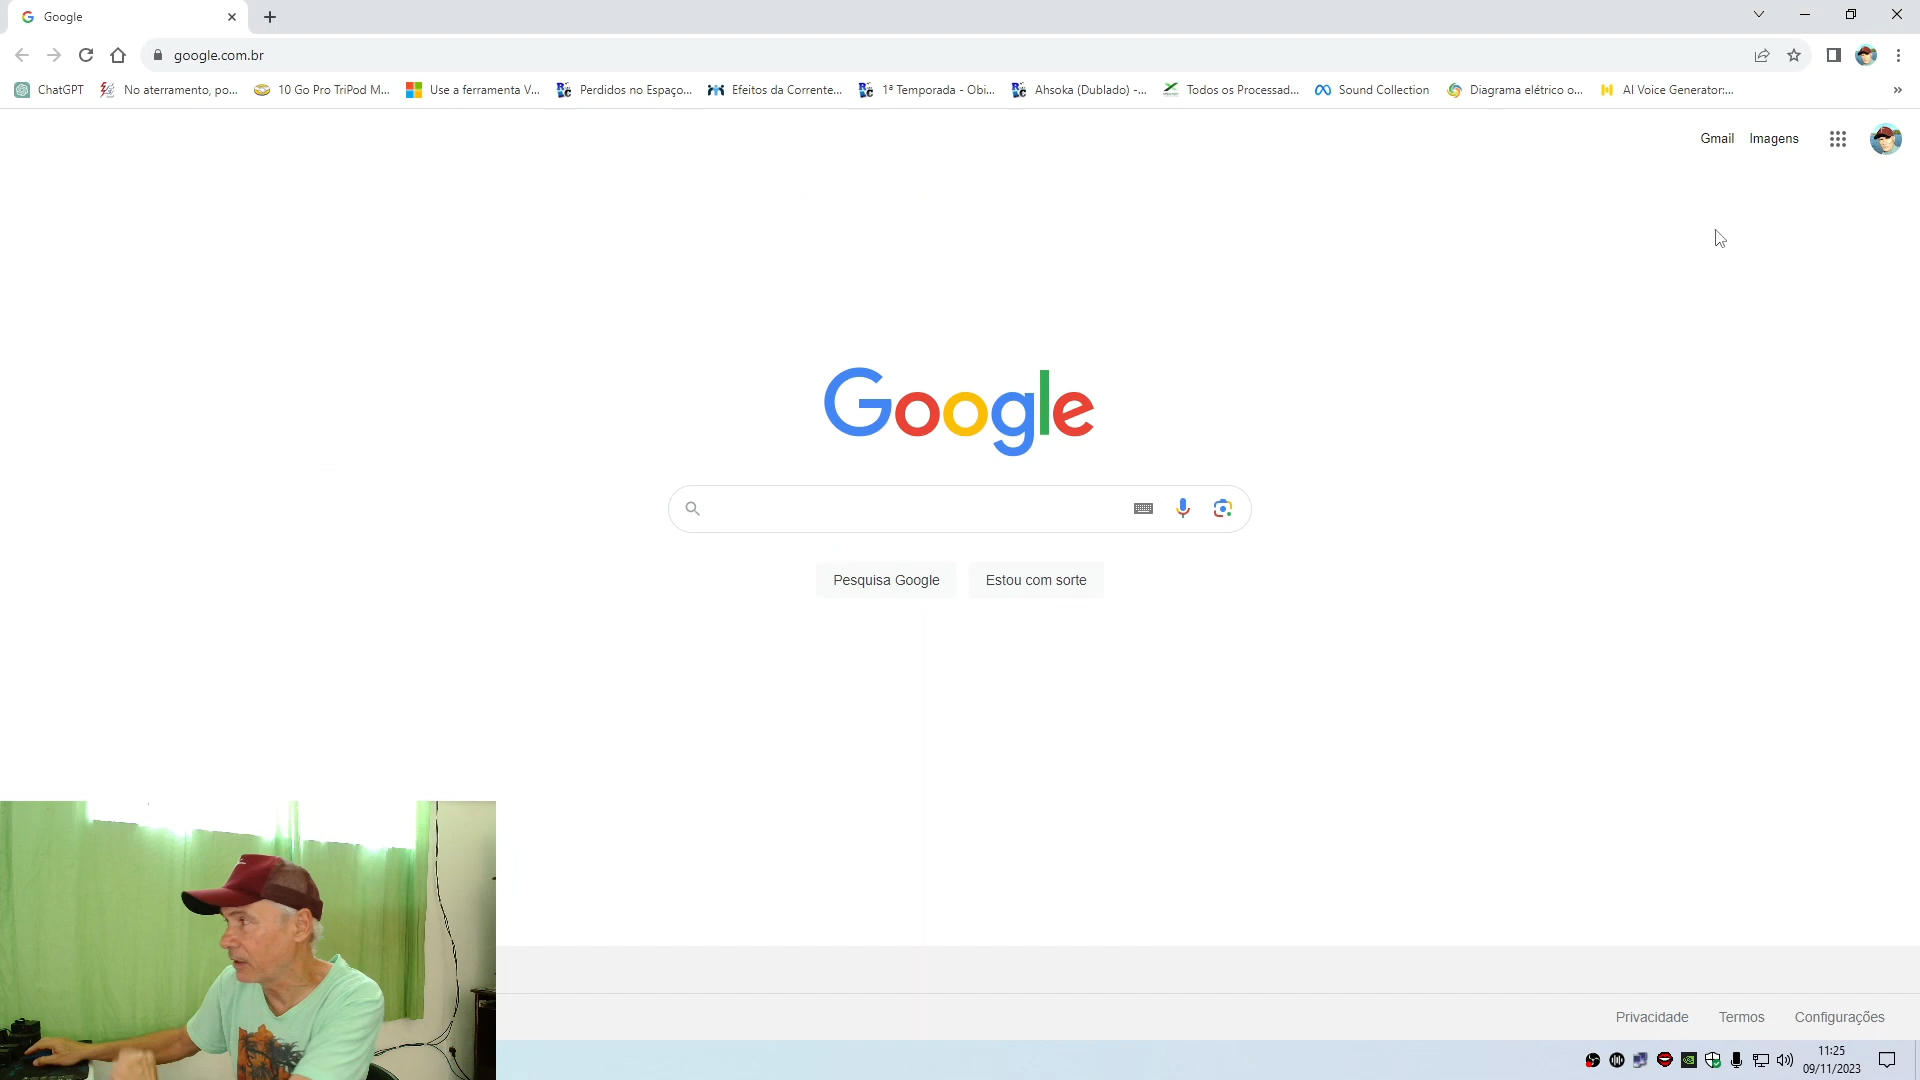 Google
google.com.br
ChatGPT
No aterramento, po...
10 Go Pro TriPod M...
Use a ferramenta V...
Perdidos no Espaço...
Efeitos da Corrente...
1ª Temporada - Obi...
Ahsoka (Dublado) -...
Todos os Processad...
Sound Collection
Diagrama elétrico o...
AI Voice Generator:...
Gmail
Imagens
Google
Pesquisa Google
Estou com sorte
Privacidade
Termos
Configurações
11:25
09/11/2023